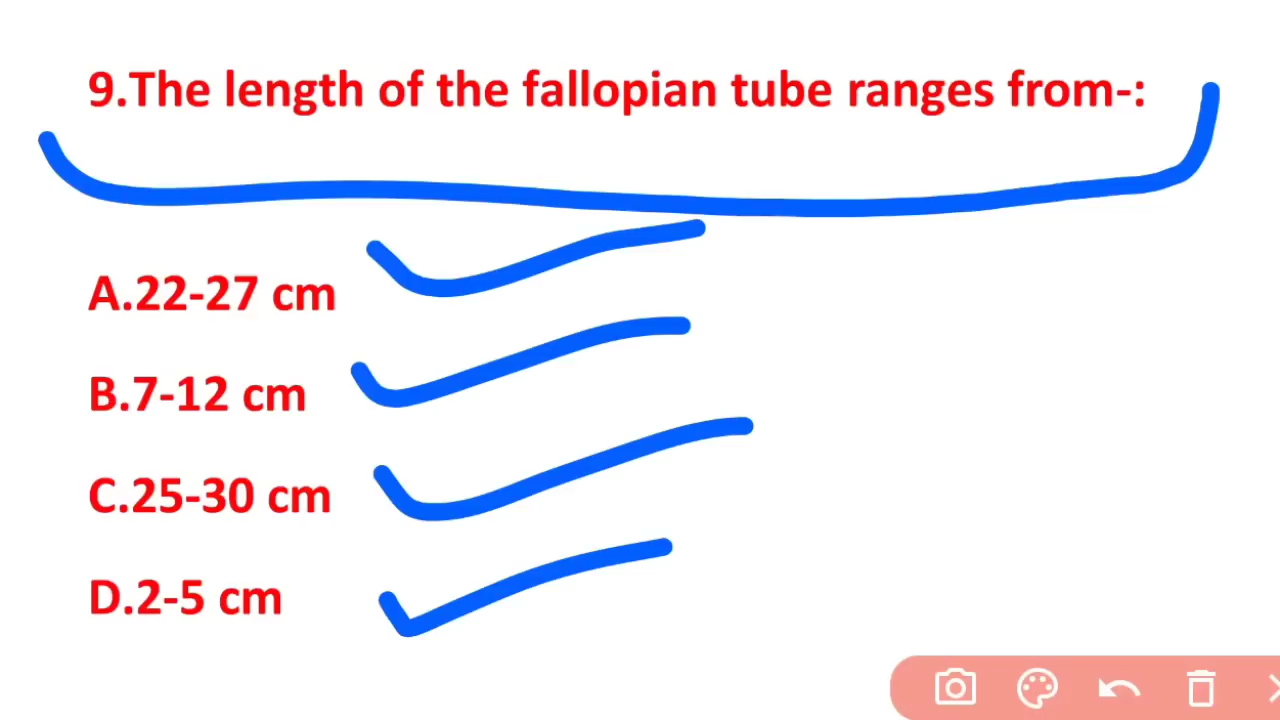 9.The length of the fallopian tube ranges from-:
A.22-27 cm
B.7-12 cm
C.25-30 cm
D.2-5 cm